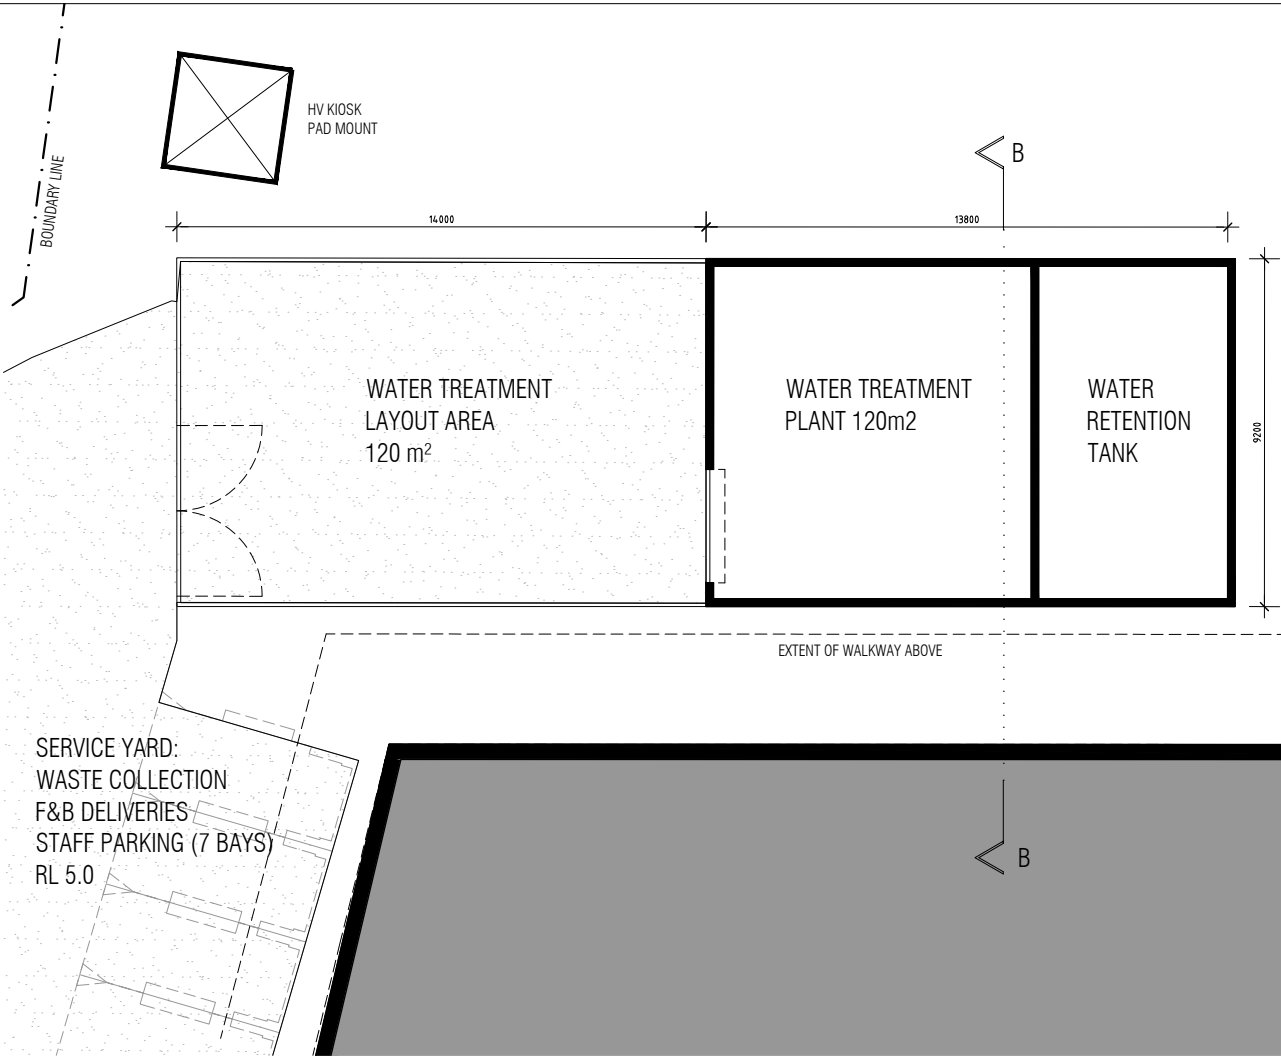 HV KIOSK
PAD MOUNT
BOUNDARY LINE
B
14000
13800
WATER TREATMENT
LAYOUT AREA
120 m²
WATER TREATMENT
PLANT 120m2
WATER
RETENTION
TANK
9200
EXTENT OF WALKWAY ABOVE
SERVICE YARD:
WASTE COLLECTION
F&B DELIVERIES
STAFF PARKING (7 BAYS)
RL 5.0
B